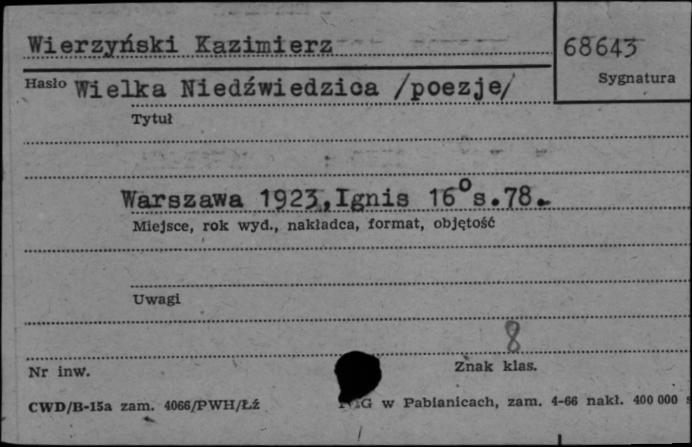 Wierzyński Kazimierz
68643
Sygnatura
Hasło Wielka Niedźwiedzica /poezje/
Tytuł
Warszawa 1923,Ignis 16°s.78.
Miejsce, rok wyd., nakładca, format, objętość
Uwagi
8
Nr inw.
Znak klas.
CWD/B-15a zam. 4066/PWH/Łź
w Pabianicach, zam. 4-66 nakł. 400 000